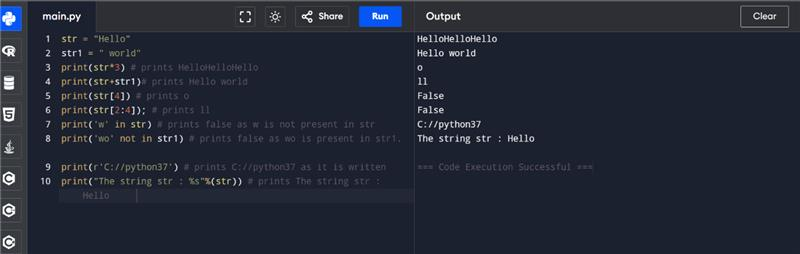 main.py
Share
Run
Output
Clear
1 str = "Hello"
2 str1 = " world"
3 print(str*3) # prints HelloHelloHello
4 print(str+str1)# prints Hello world
5 print(str[4]) # prints o
6 print(str[2:4]); # prints ll
7 print('w' in str) # prints false as w is not present in str
8 print('wo' not in str1) # prints false as wo is present in str1.
9 print(r'C://python37') # prints C://python37 as it is written
10 print("The string str : %s"%(str)) # prints The string str :
Hello
HelloHelloHello
Hello world
o
ll
False
False
C://python37
The string str : Hello
=== Code Execution Successful ===